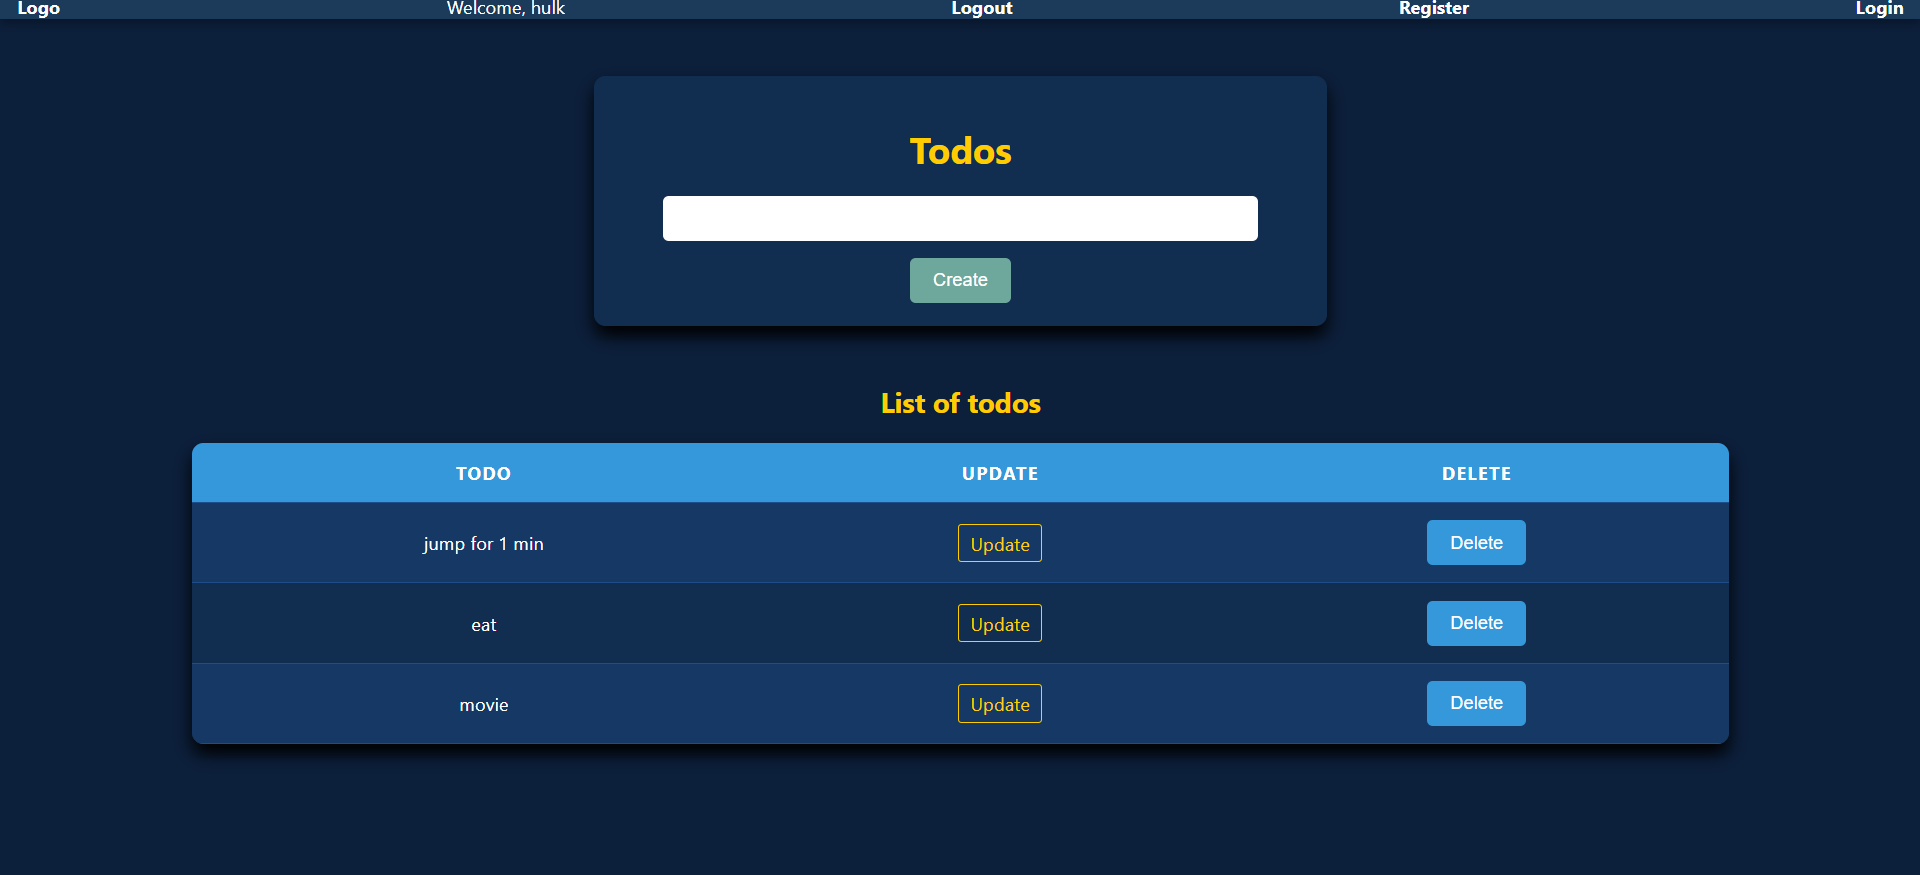 Logo Welcome, hulk Logout Register Login
Todos
Create
List of todos
TODO UPDATE DELETE
jump for 1 min Update Delete
eat Update Delete
movie Update Delete